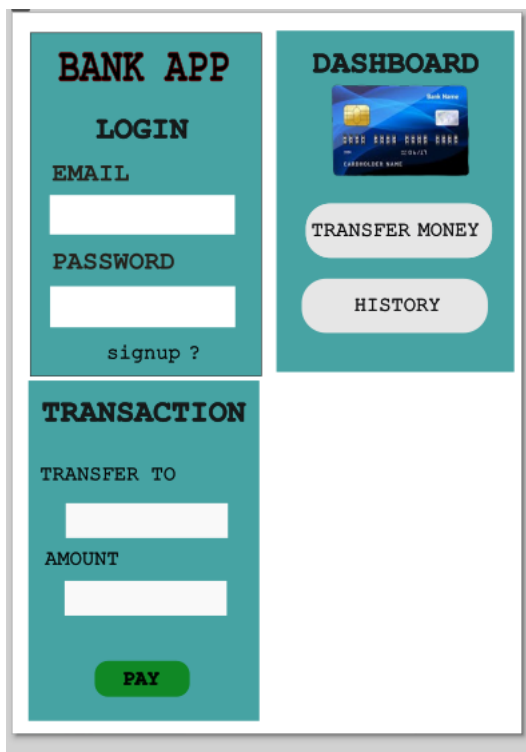 BANK APP
LOGIN
EMAIL
PASSWORD
signup ?
DASHBOARD
Bank Name
CARDHOLDER NAME
TRANSFER MONEY
HISTORY
TRANSACTION
TRANSFER TO
AMOUNT
PAY